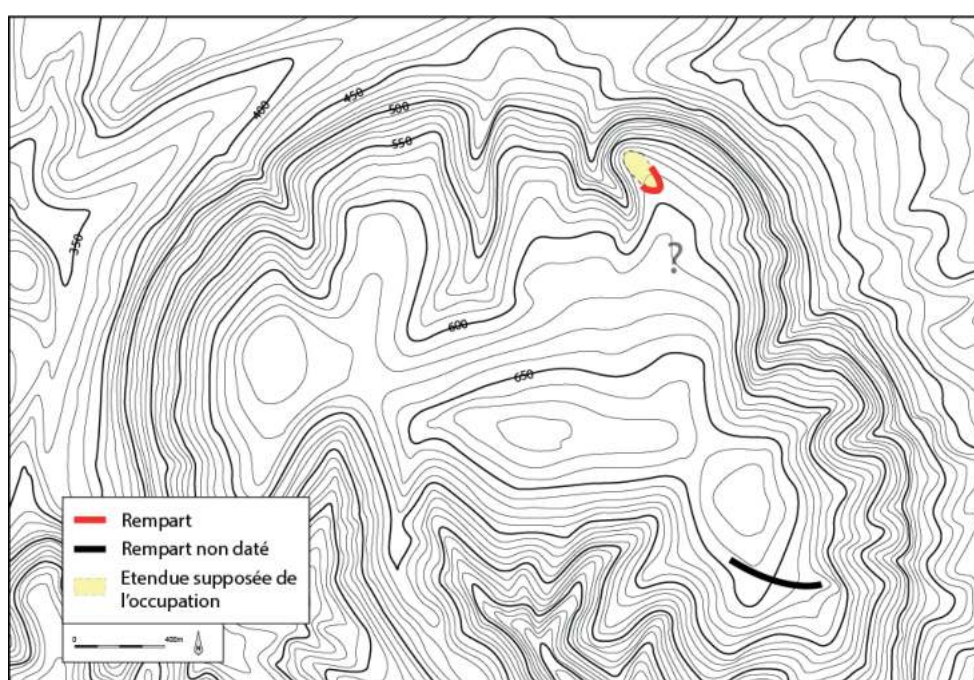 450
400
500
550
350
?
600
650
Rempart
Rempart non daté
Etendue supposée de
l'occupation
0 400m
N